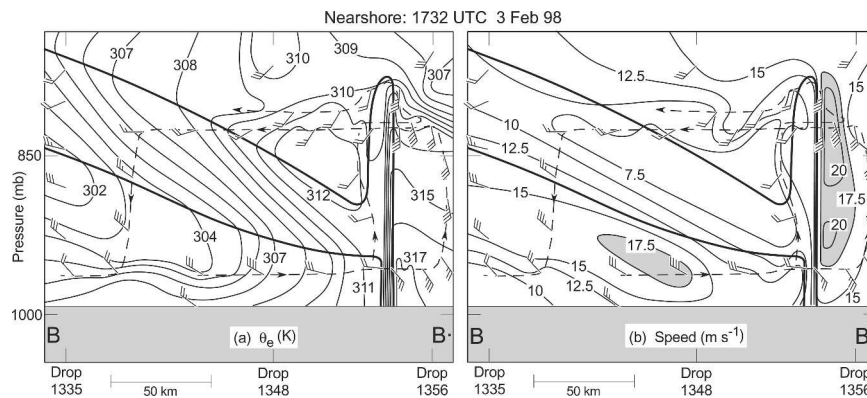 Nearshore: 1732 UTC 3 Feb 98
307
308
310
309
307
310
312
315
302
304
307
311
317
Pressure (mb)
850
1000
B
(a) θe (K)
B·
Drop
1335
Drop
1348
Drop
1356
50 km
12.5
15
15
10
12.5
15
7.5
20
17.5
20
17.5
15
12.5
10
15
B
(b) Speed (m s-1)
B·
Drop
1335
Drop
1348
Drop
1356
50 km